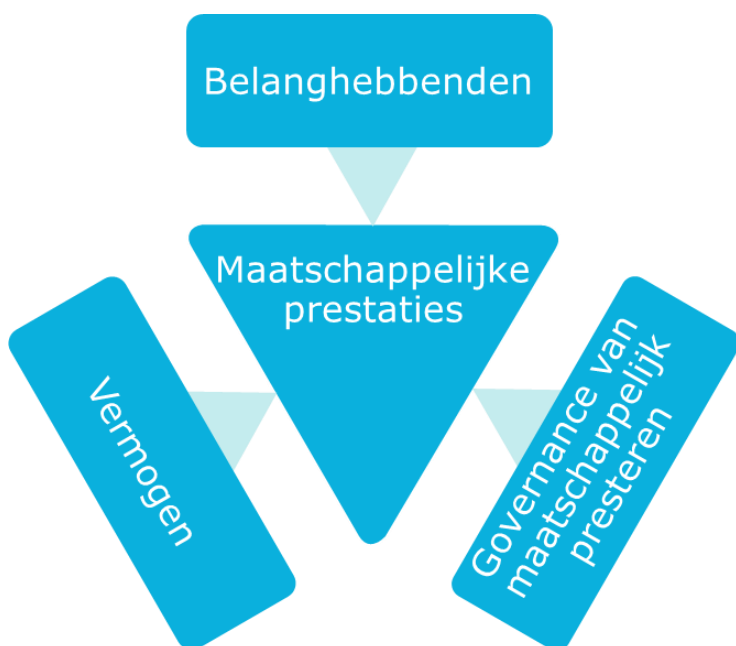 Belanghebbenden
Maatschappelijke
prestaties
Vermogen
Governance van
maatschappelijk
presteren